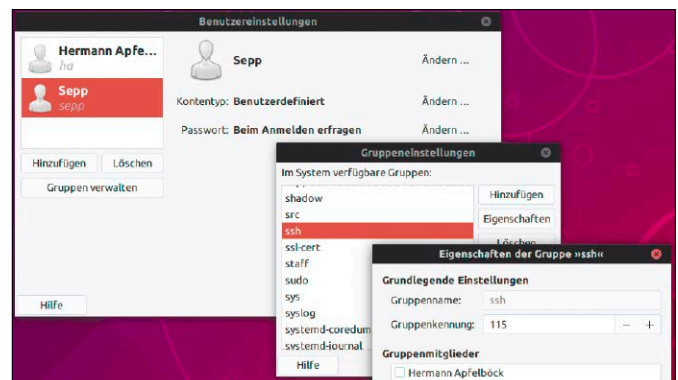 Benutzereinstellungen
Hermann Apfe...
ha
Sepp
sepp
Hinzufügen
Löschen
Gruppen verwalten
Hilfe
Sepp
Ändern ...
Kontentyp: Benutzerdefiniert
Ändern ...
Passwort: Beim Anmelden erfragen
Ändern ...
Gruppeneinstellungen
Im System verfügbare Gruppen:
shadow
src
ssh
ssl-cert
staff
sudo
sys
syslog
systemd-coredum
systemd-journal
Hinzufügen
Eigenschaften
Löschen
Hilfe
Eigenschaften der Gruppe »ssh«
Grundlegende Einstellungen
Gruppenname: ssh
Gruppenkennung: 115 − +
Gruppenmitglieder
Hermann Apfelböck